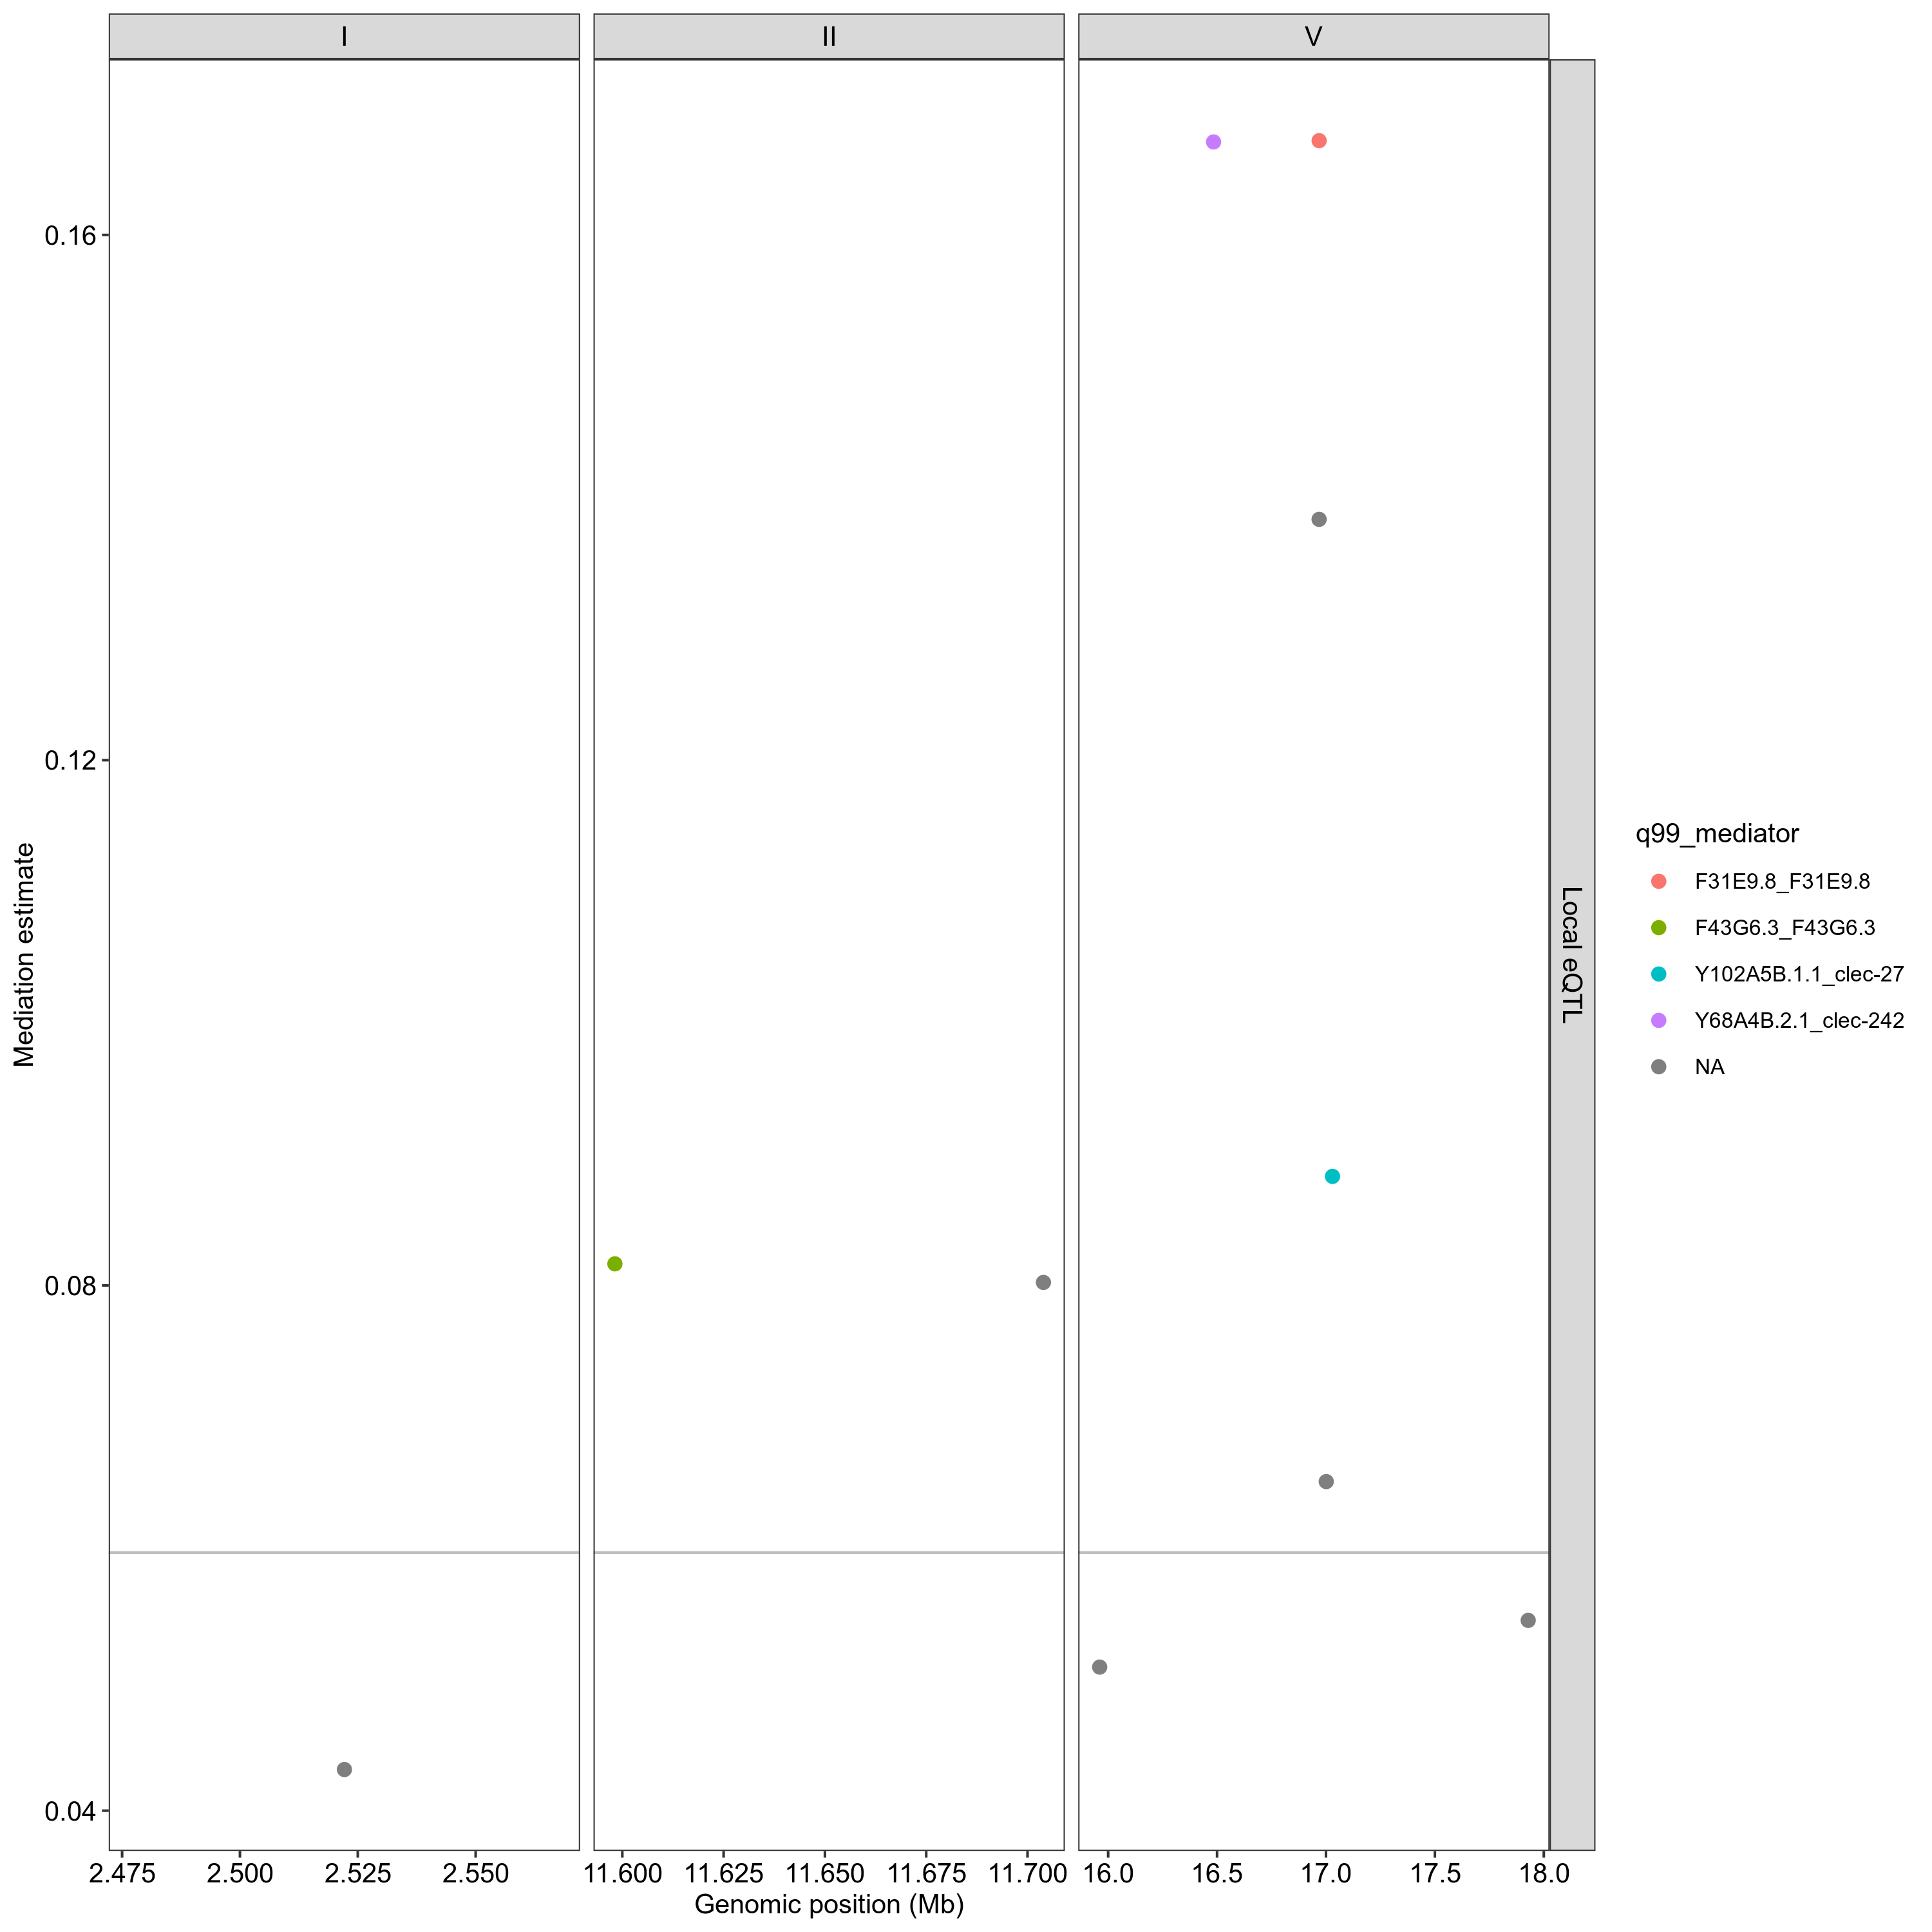 I
II
V
0.16
0.12
0.08
0.04
Mediation estimate
2.475 2.500 2.525 2.550
11.600 11.625 11.650 11.675 11.700
16.0 16.5 17.0 17.5 18.0
Genomic position (Mb)
Local eQTL
q99_mediator
F31E9.8_F31E9.8
F43G6.3_F43G6.3
Y102A5B.1.1_clec-27
Y68A4B.2.1_clec-242
NA